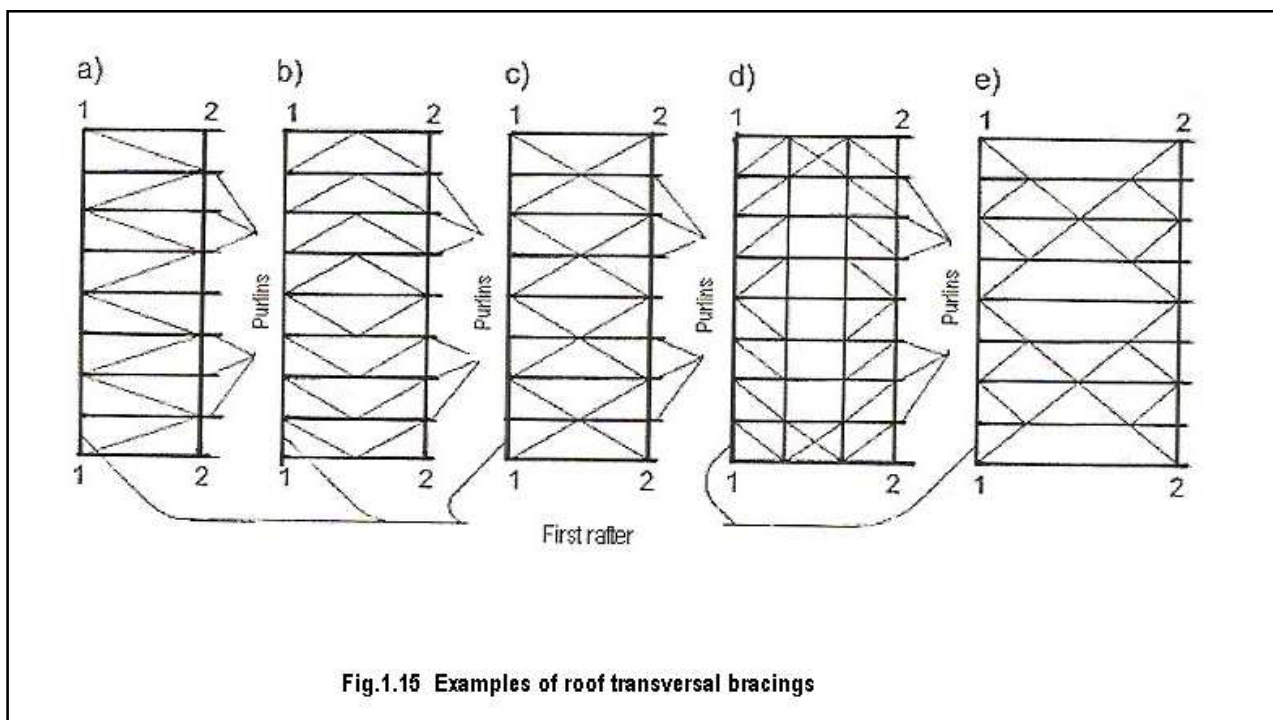 a) b) c) d) e)
1 2 1 2 1 2 1 2 1 2
Purlins Purlins Purlins Purlins
1 2 1 2 1 2 1 2 1 2
First rafter
Fig.1.15 Examples of roof transversal bracings